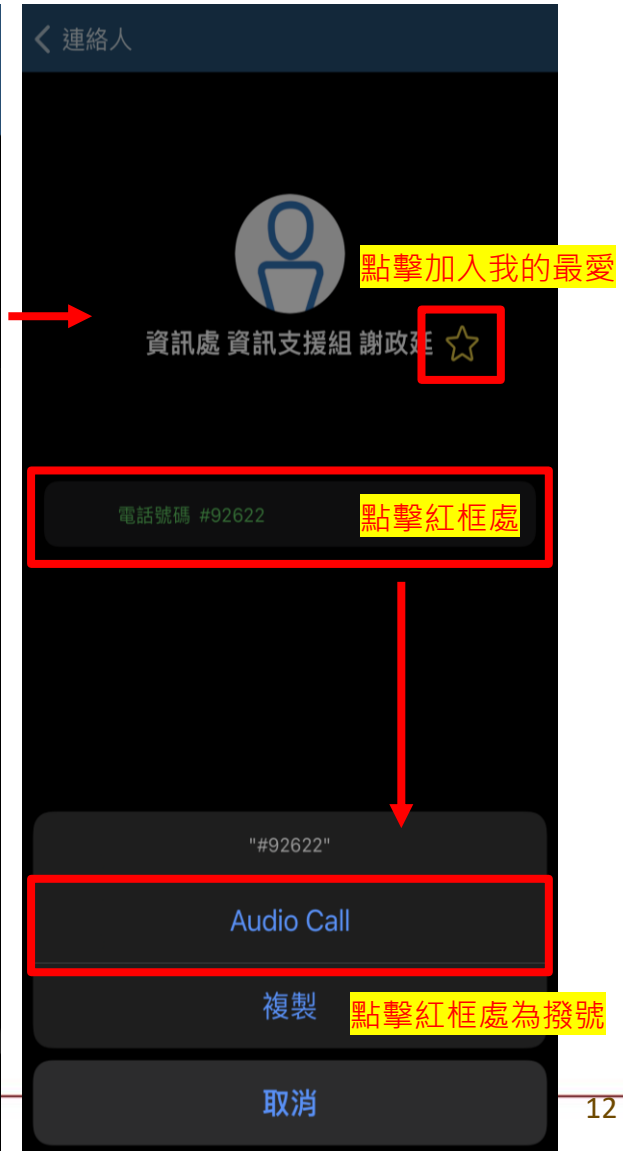 連絡人
點擊加入我的最愛
資訊處 資訊支援組 謝政廷
電話號碼 #92622
點擊紅框處
"#92622"
Audio Call
複製
點擊紅框處為撥號
取消
12